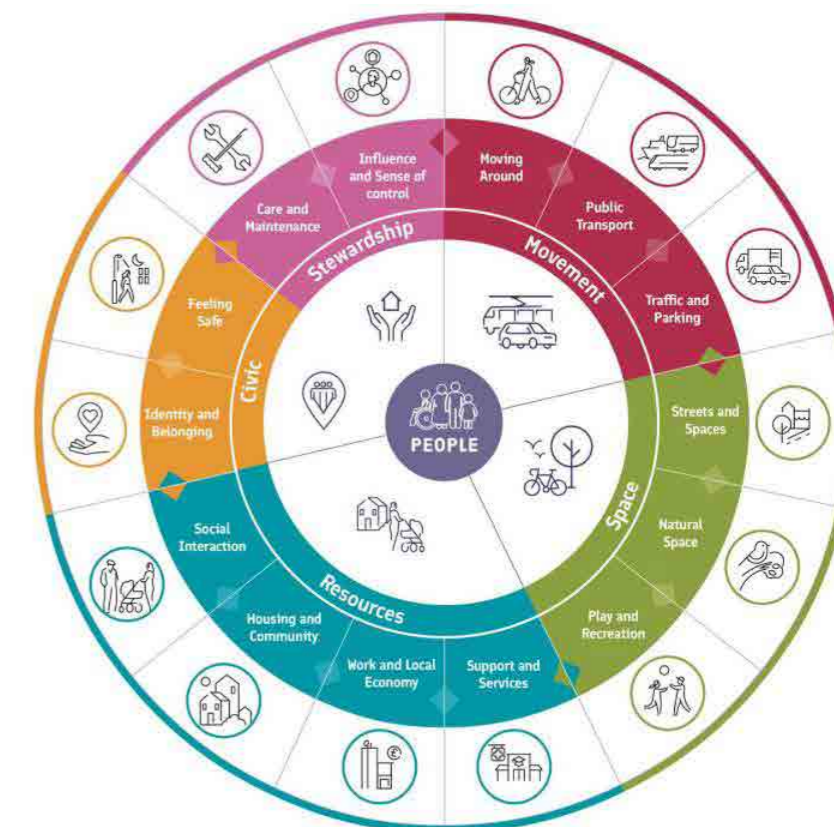 Influence
and Sense of
control
Moving
Around
Public
Transport
Traffic and
Parking
Streets and
Spaces
Natural
Space
Play and
Recreation
Support and
Services
Work and Local
Economy
Housing and
Community
Social
Interaction
Identity and
Belonging
Feeling
Safe
Care and
Maintenance
Stewardship
Movement
Space
Resources
Civic
PEOPLE
£